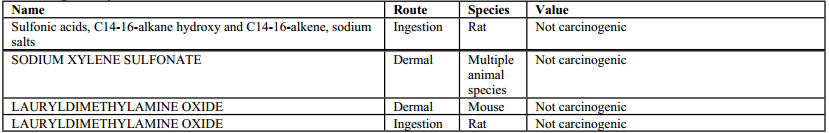 Name Route Species Value
Sulfonic acids, C14-16-alkane hydroxy and C14-16-alkene, sodium Ingestion Rat Not carcinogenic
salts
SODIUM XYLENE SULFONATE Dermal Multiple Not carcinogenic
animal
species
LAURYLDIMETHYLAMINE OXIDE Dermal Mouse Not carcinogenic
LAURYLDIMETHYLAMINE OXIDE Ingestion Rat Not carcinogenic